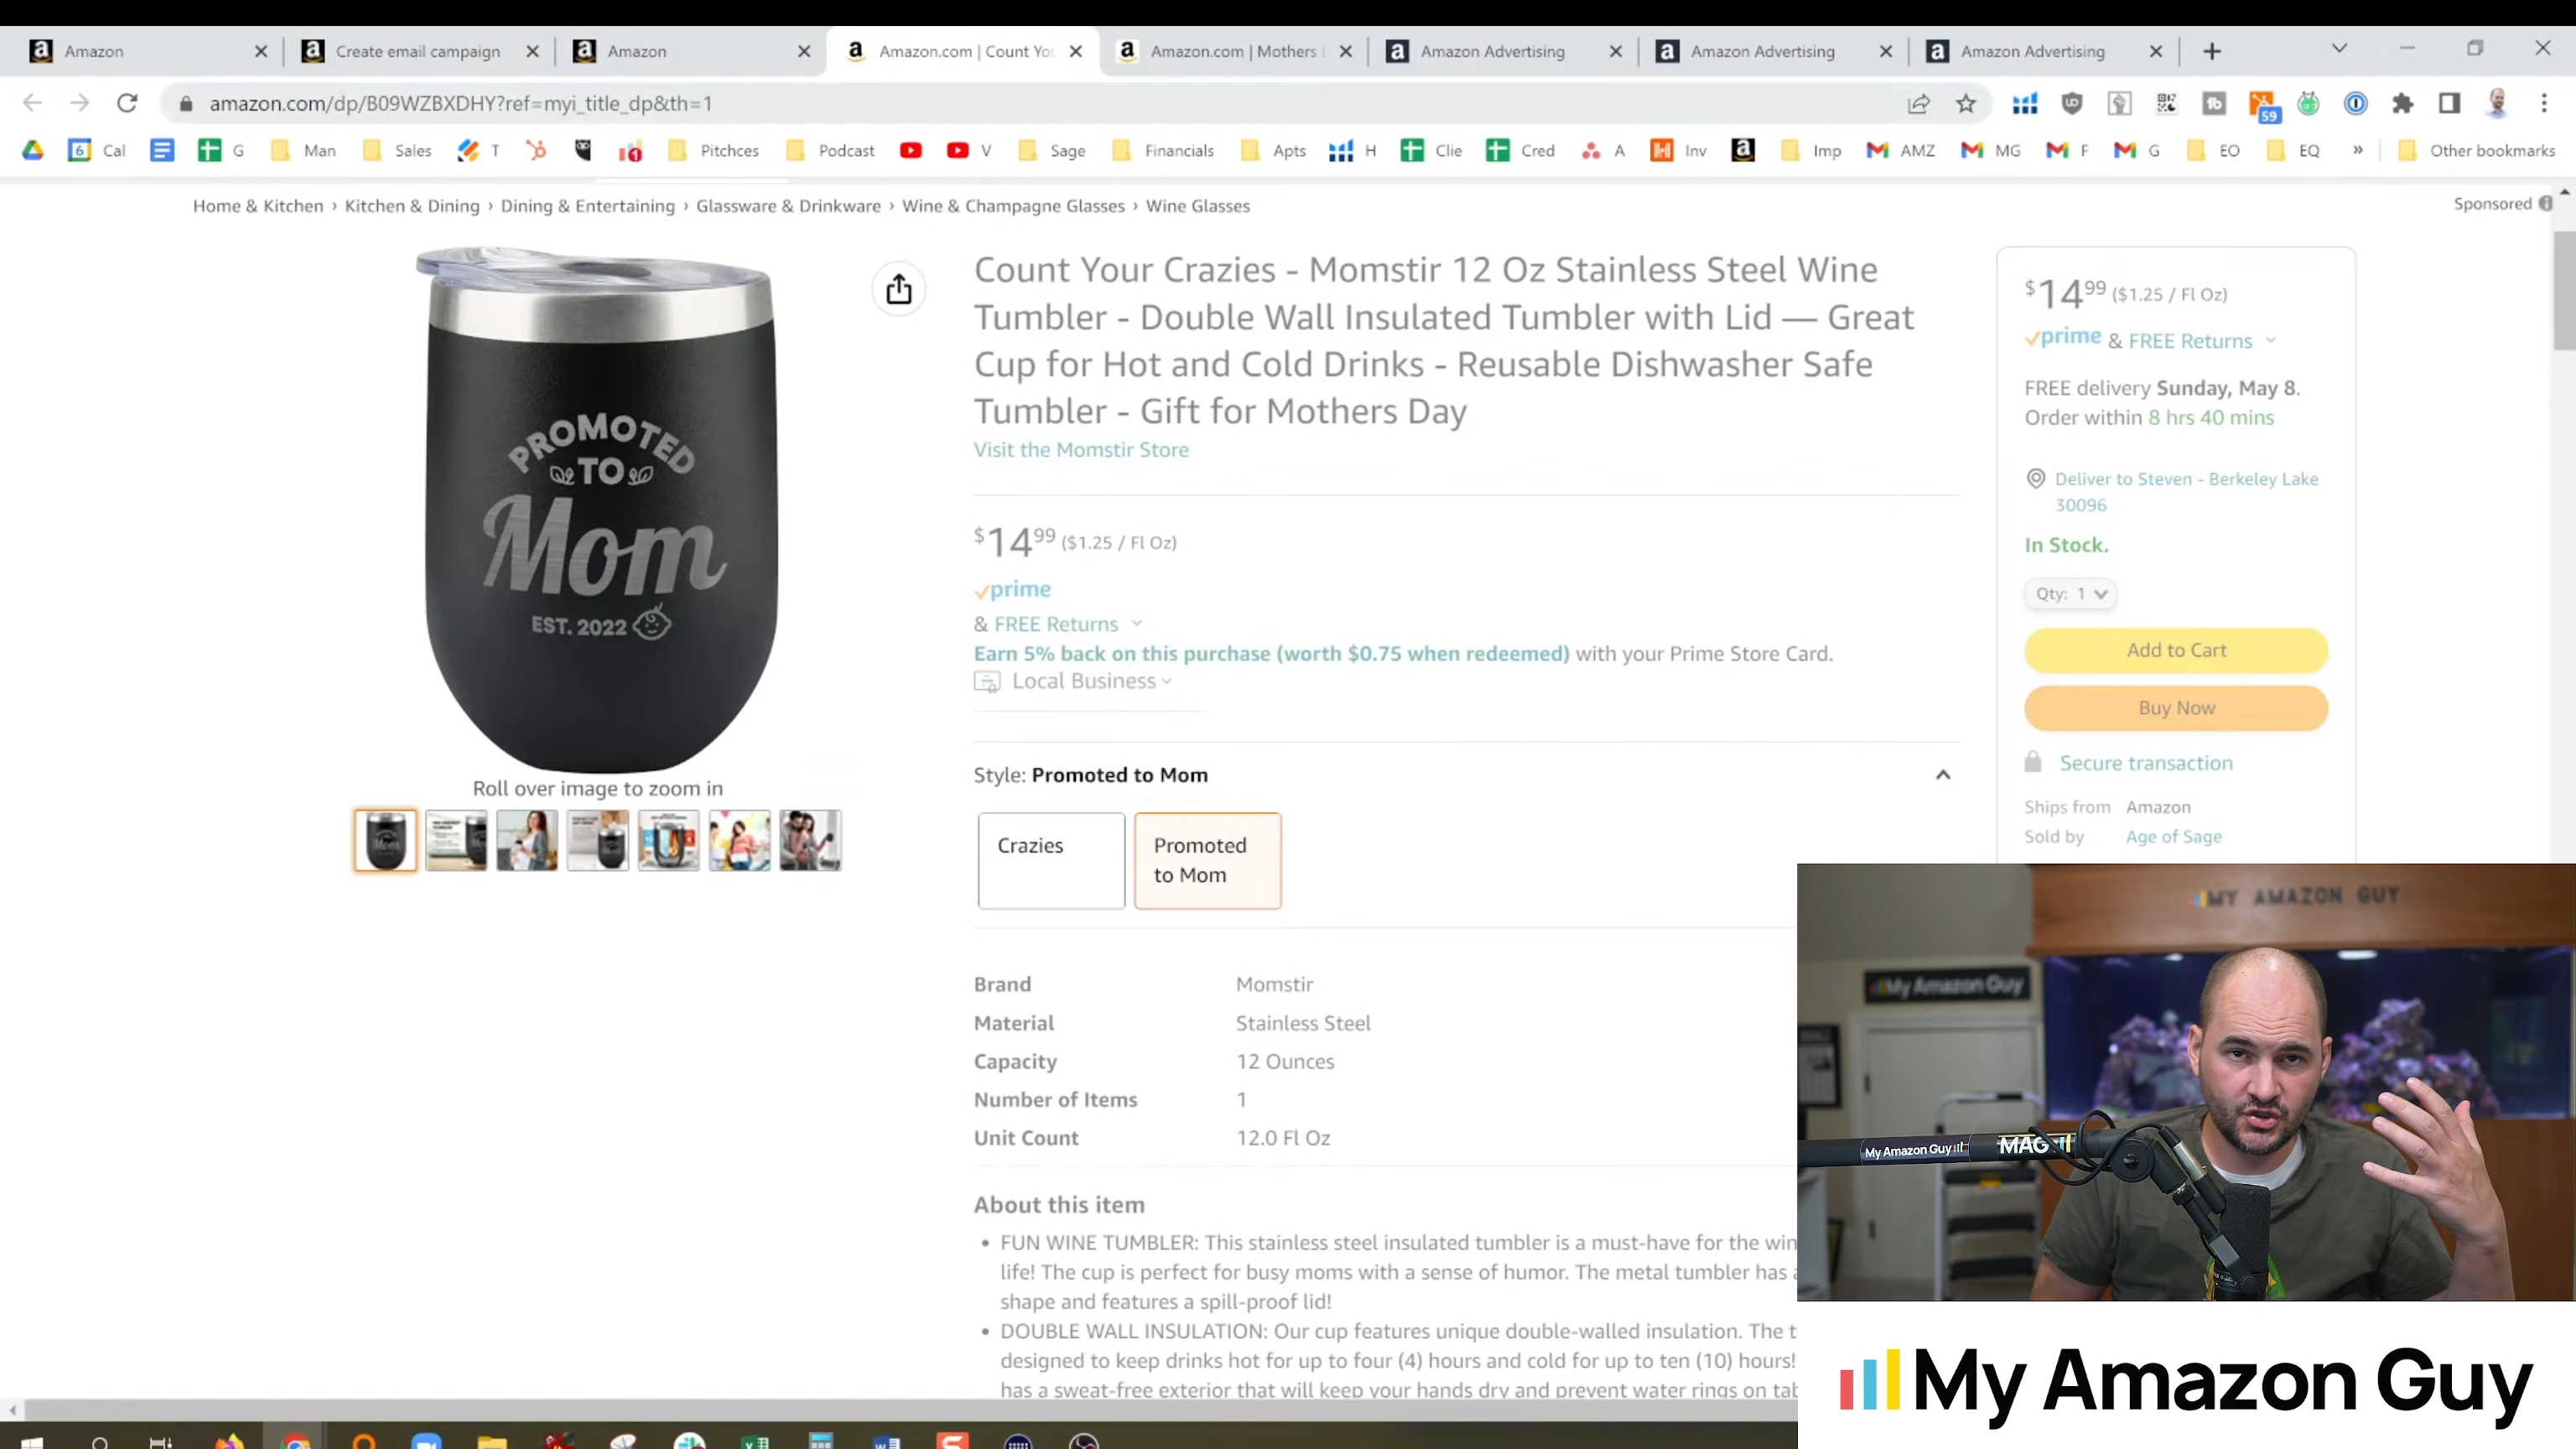 Amazon
Create email campaign
Amazon
Amazon.com | Count Yo
Amazon.com | Mothers
Amazon Advertising
Amazon Advertising
Amazon Advertising
amazon.com/dp/B09WZBXDHY?ref=myi_title_dp&th=1
59
6 Cal
G
Man
Sales
T
Pitchces
Podcast
V
Sage
Financials
Apts
H
Clie
Cred
A
Inv
Imp
AMZ
MG
F
G
EO
EQ
»
Other bookmarks
Home & Kitchen › Kitchen & Dining › Dining & Entertaining › Glassware & Drinkware › Wine & Champagne Glasses › Wine Glasses
Sponsored
PROMOTED
TO
Mom
EST. 2022
Roll over image to zoom in
Count Your Crazies - Momstir 12 Oz Stainless Steel Wine
Tumbler - Double Wall Insulated Tumbler with Lid — Great
Cup for Hot and Cold Drinks - Reusable Dishwasher Safe
Tumbler - Gift for Mothers Day
Visit the Momstir Store
$14.99 ($1.25 / Fl Oz)
prime
& FREE Returns
Earn 5% back on this purchase (worth $0.75 when redeemed) with your Prime Store Card.
Local Business
Style: Promoted to Mom
Crazies
Promoted
to Mom
Brand Momstir
Material Stainless Steel
Capacity 12 Ounces
Number of Items 1
Unit Count 12.0 Fl Oz
About this item
• FUN WINE TUMBLER: This stainless steel insulated tumbler is a must-have for the win
life! The cup is perfect for busy moms with a sense of humor. The metal tumbler has
shape and features a spill-proof lid!
• DOUBLE WALL INSULATION: Our cup features unique double-walled insulation. The t
designed to keep drinks hot for up to four (4) hours and cold for up to ten (10) hours!
has a sweat-free exterior that will keep your hands dry and prevent water rings on tab
$14.99 ($1.25 / Fl Oz)
prime & FREE Returns
FREE delivery Sunday, May 8.
Order within 8 hrs 40 mins
Deliver to Steven - Berkeley Lake
30096
In Stock.
Qty: 1
Add to Cart
Buy Now
Secure transaction
Ships from Amazon
Sold by Age of Sage
MY AMAZON GUY
My Amazon Guy
My Amazon Guy
MAG
My Amazon Guy